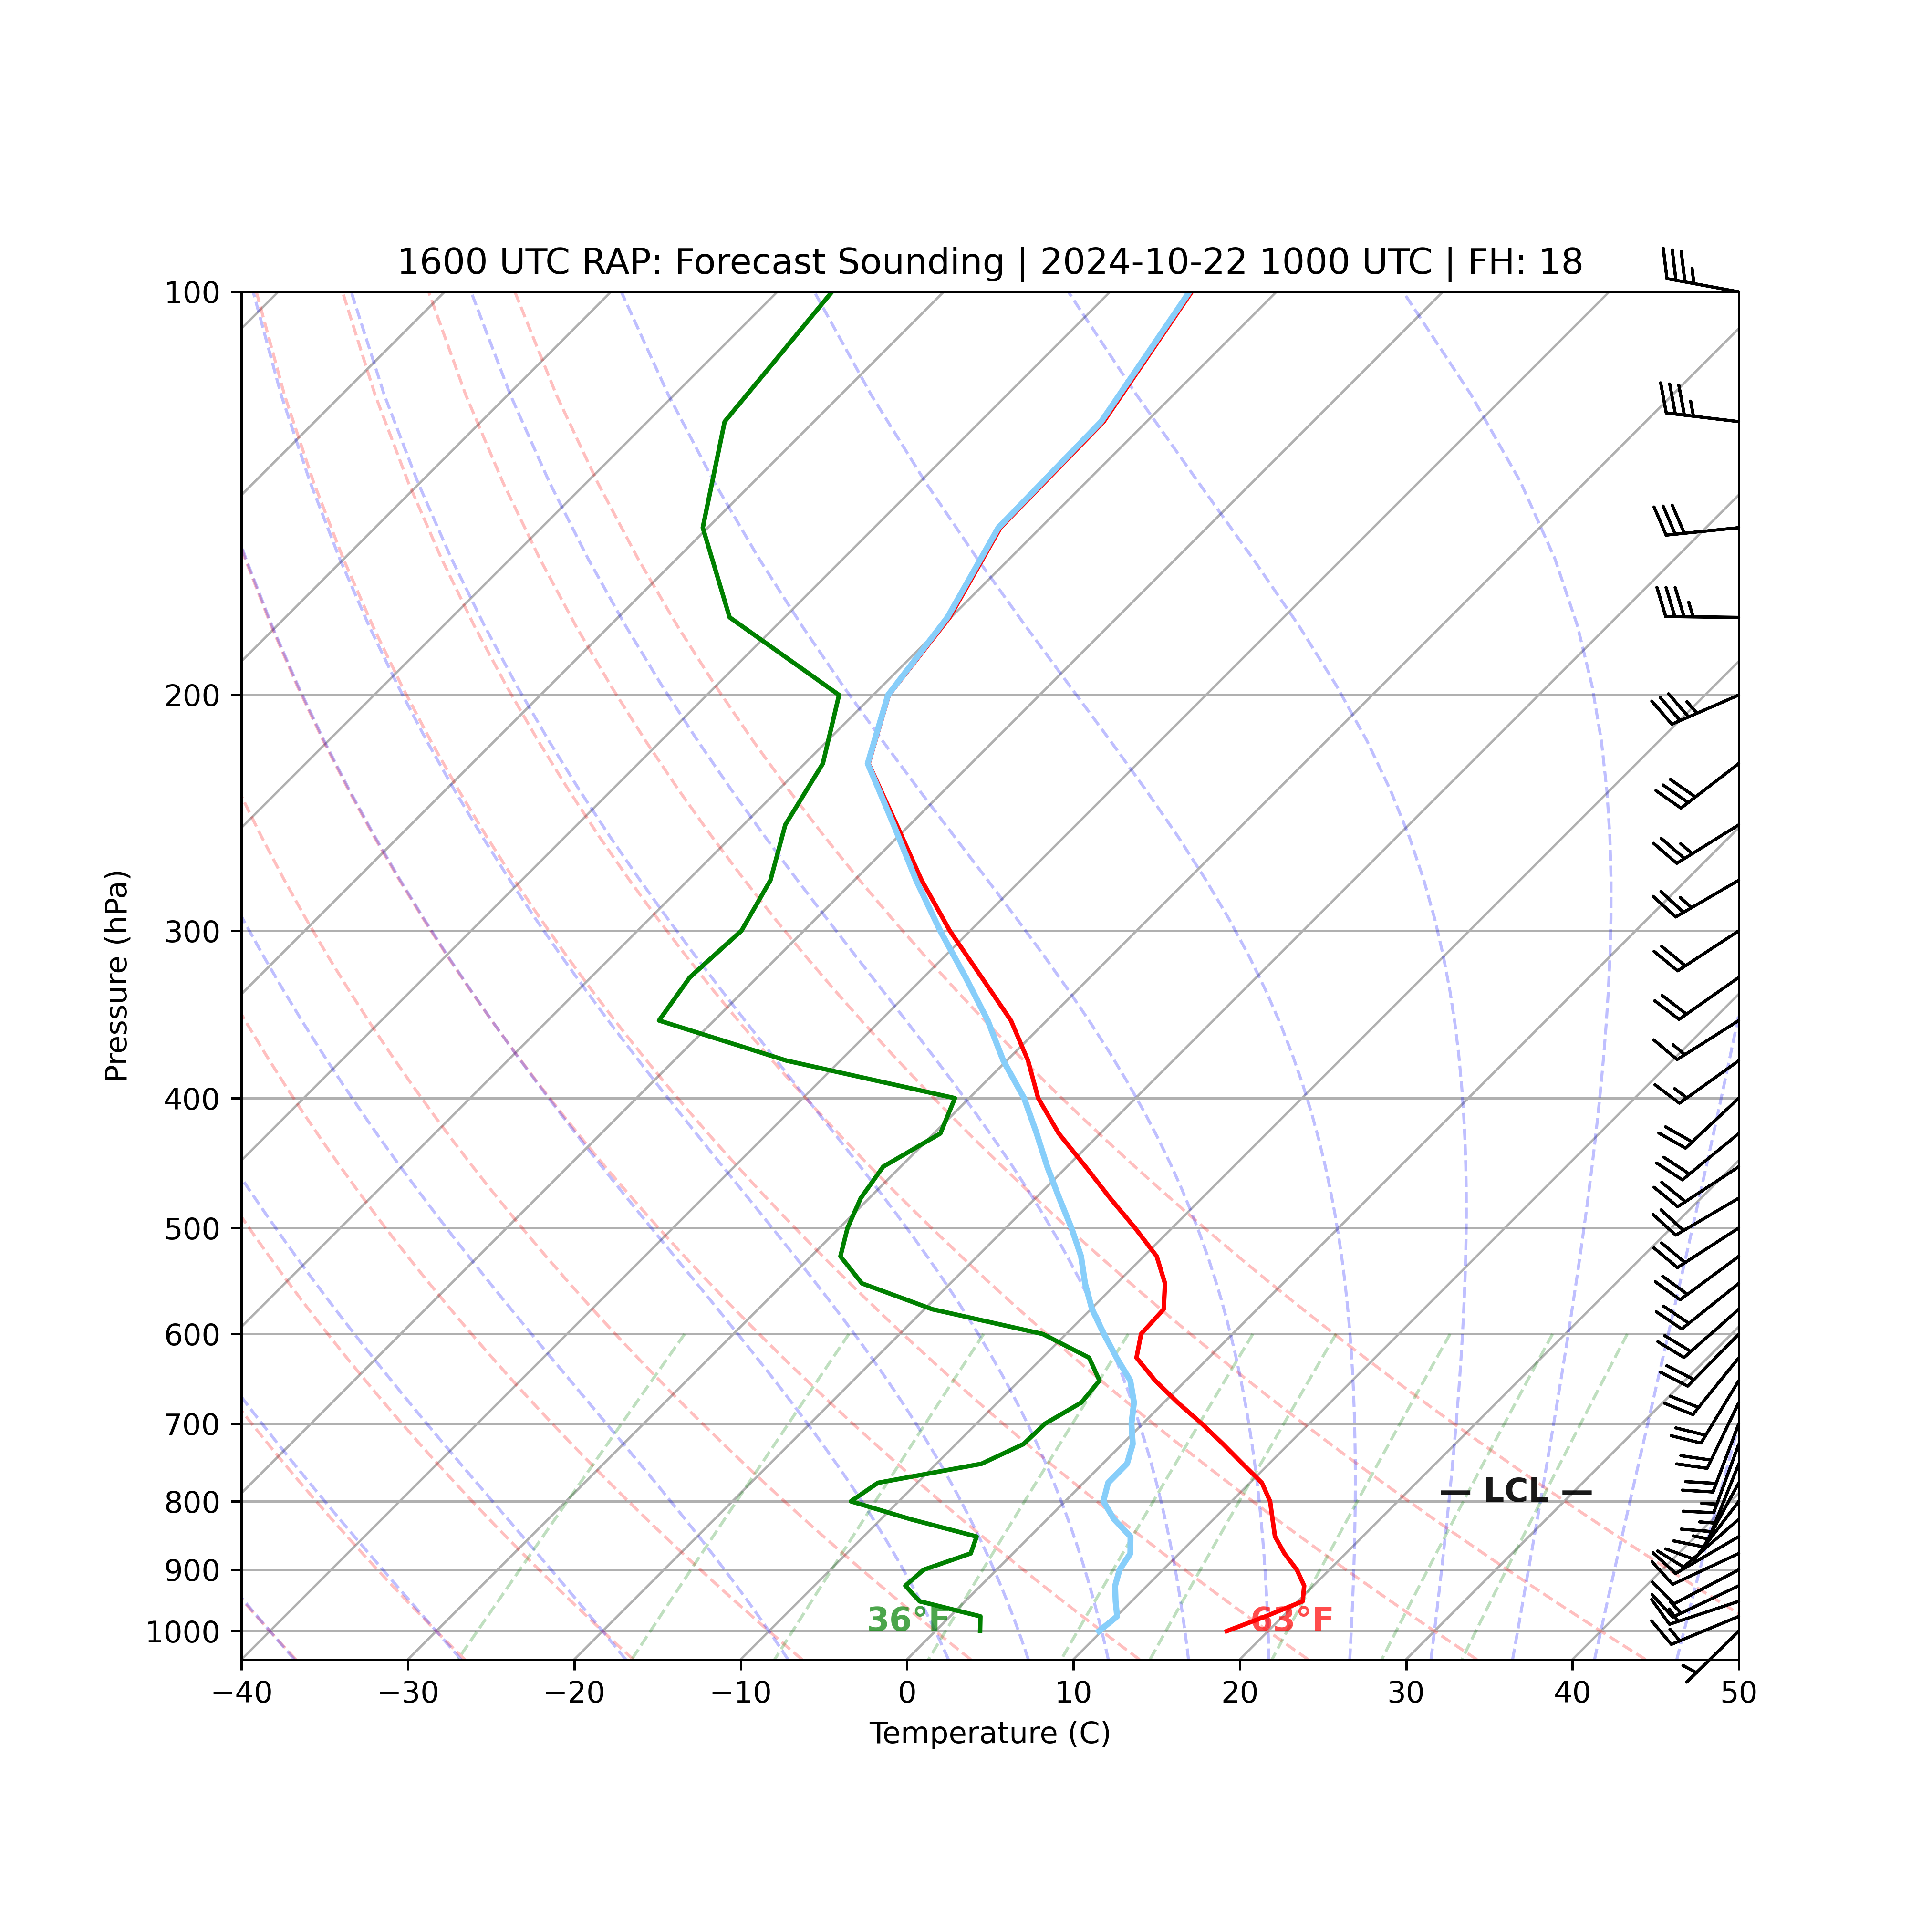 1600 UTC RAP: Forecast Sounding | 2024-10-22 1000 UTC | FH: 18
100
200
300
400
500
600
700
800
900
1000
Pressure (hPa)
— LCL —
36°F
63°F
−40 −30 −20 −10 0 10 20 30 40 50
Temperature (C)